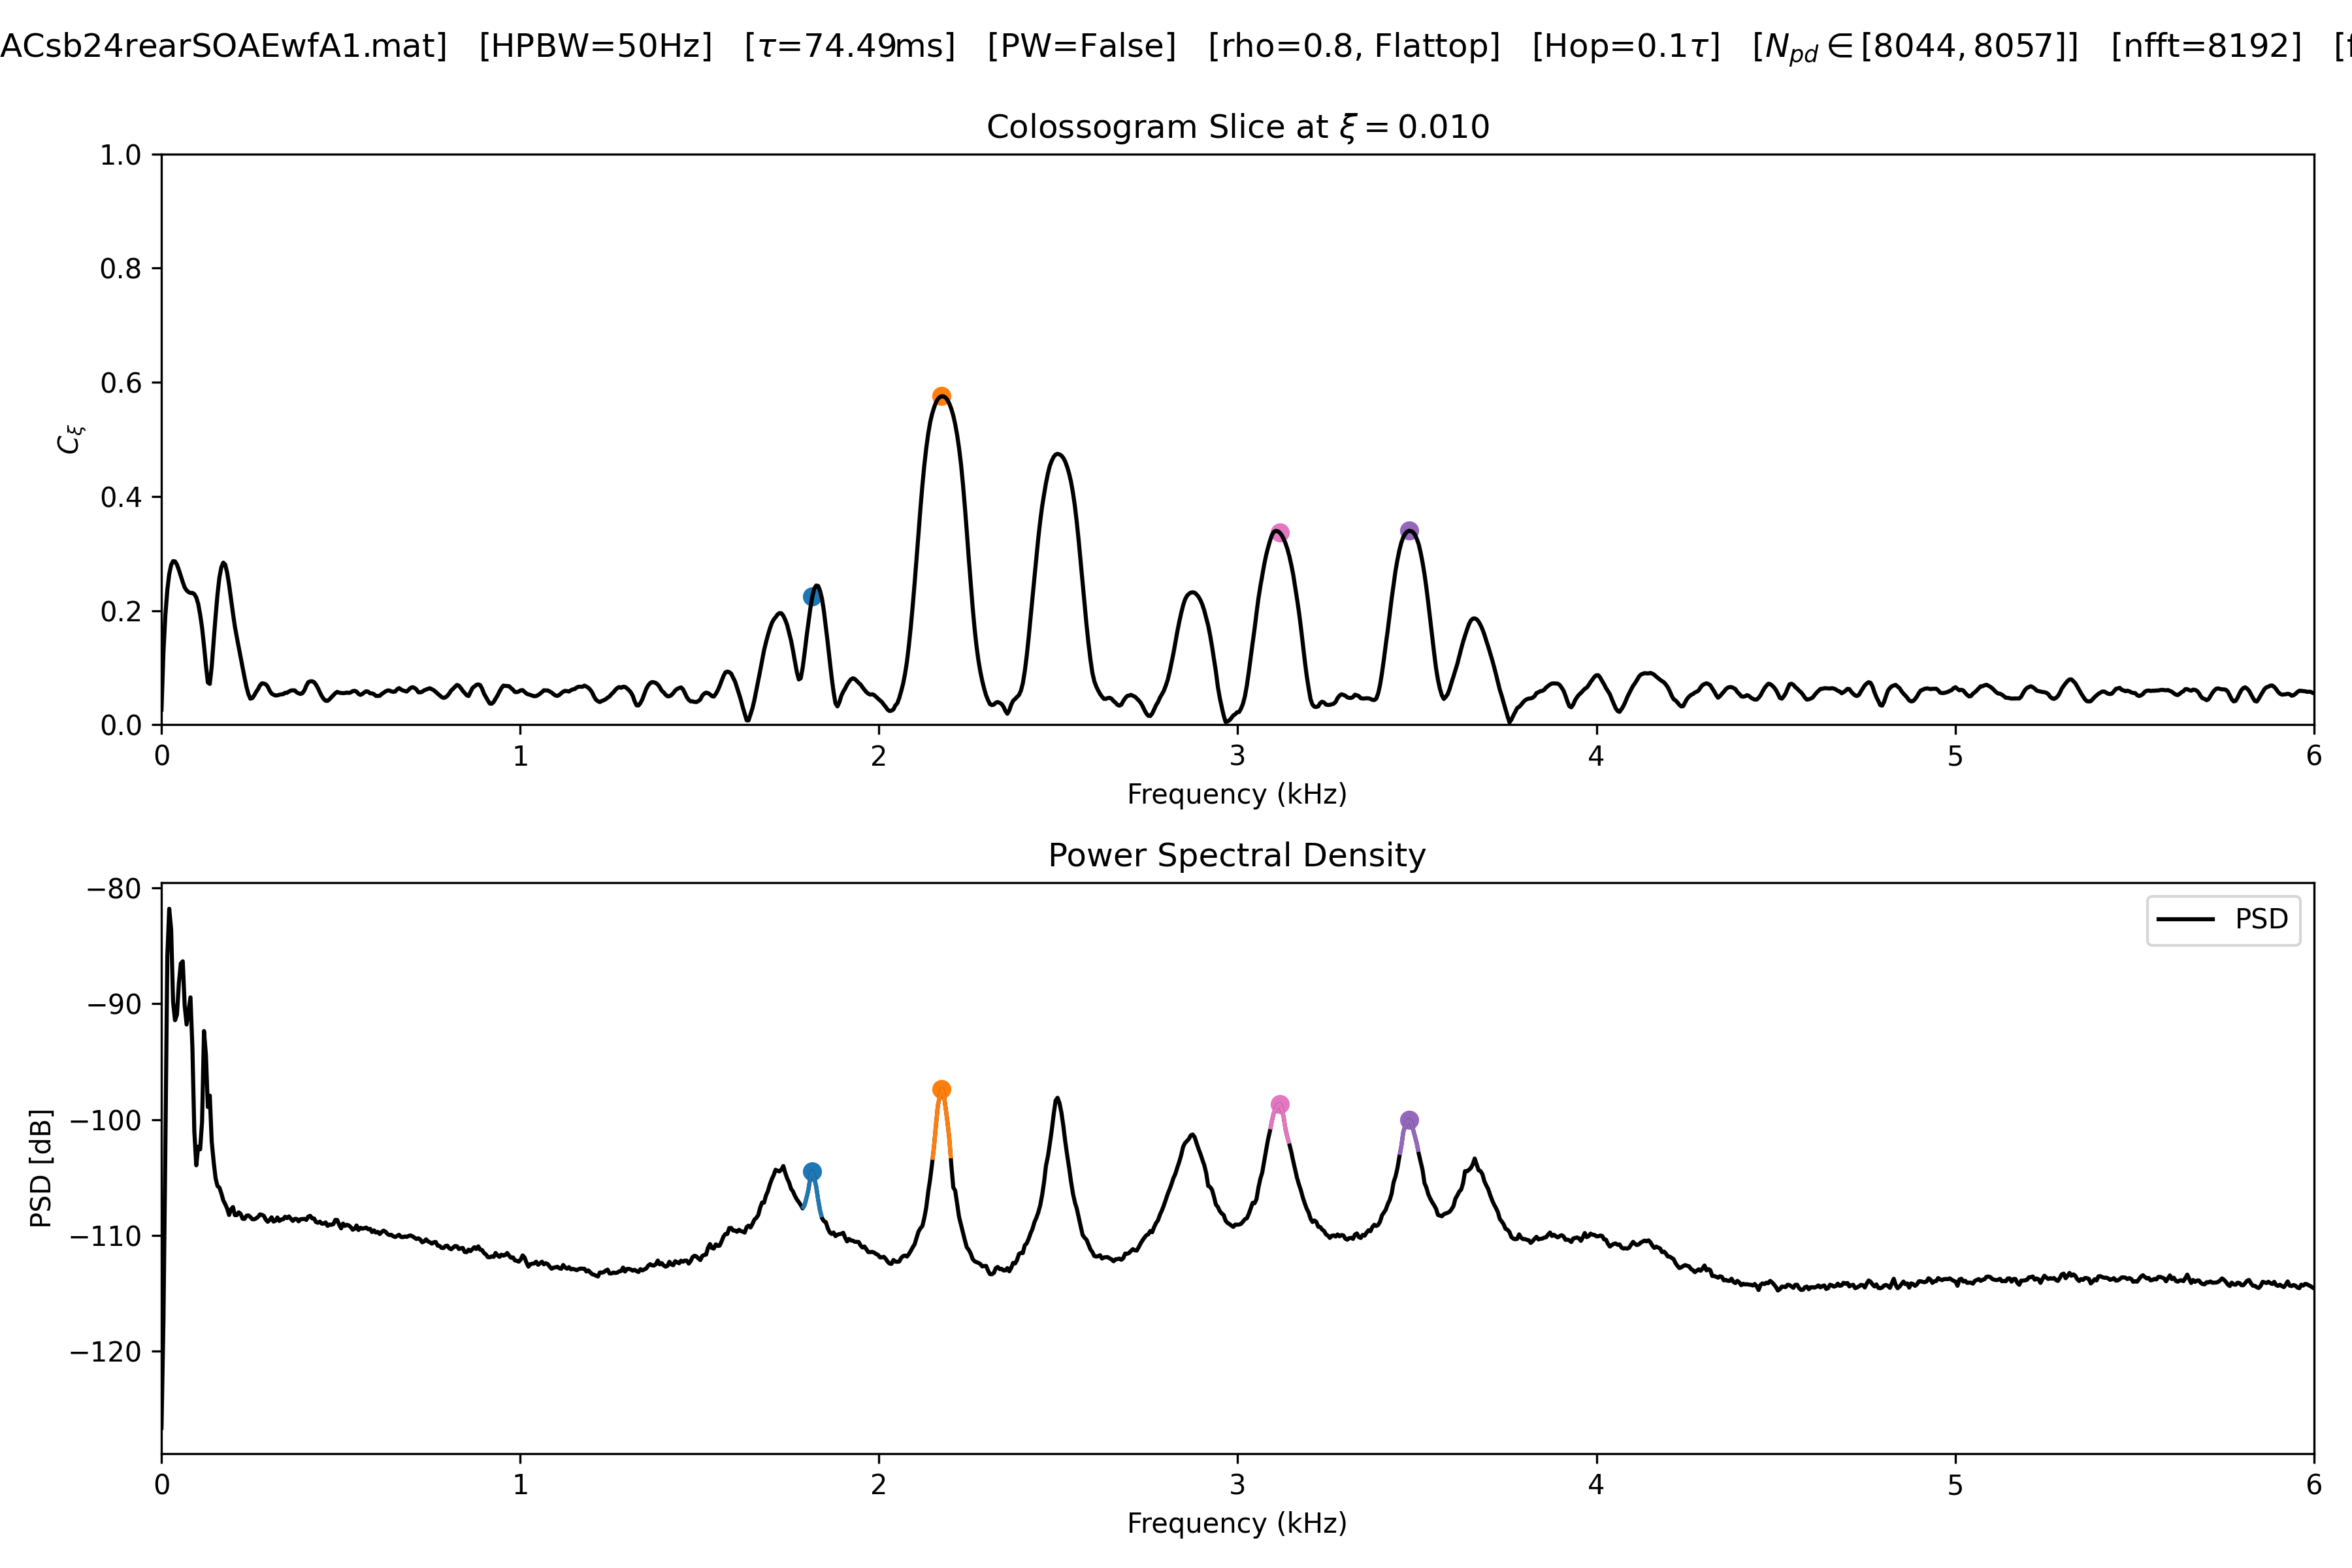 ACsb24rearSOAEwfA1.mat] [HPBW=50Hz] [τ=74.49ms] [PW=False] [rho=0.8, Flattop] [Hop=0.1τ] [N_pd ∈ [8044, 8057]] [nfft=8192]
Colossogram Slice at ξ = 0.010
1.0
0.8
0.6
0.4
0.2
0.0
C_ξ
0 1 2 3 4 5 6
Frequency (kHz)
Power Spectral Density
−80
−90
−100
−110
−120
PSD [dB]
PSD
0 1 2 3 4 5 6
Frequency (kHz)